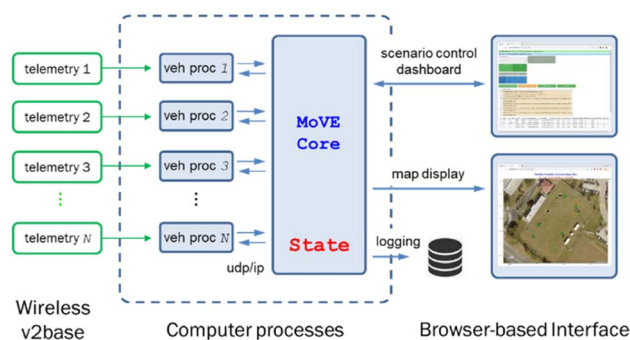 telemetry 1
telemetry 2
telemetry 3
telemetry N
veh proc 1
veh proc 2
veh proc 3
veh proc N
udp/ip
MoVE
Core
State
scenario control
dashboard
map display
logging
Wireless
v2base
Computer processes
Browser-based Interface